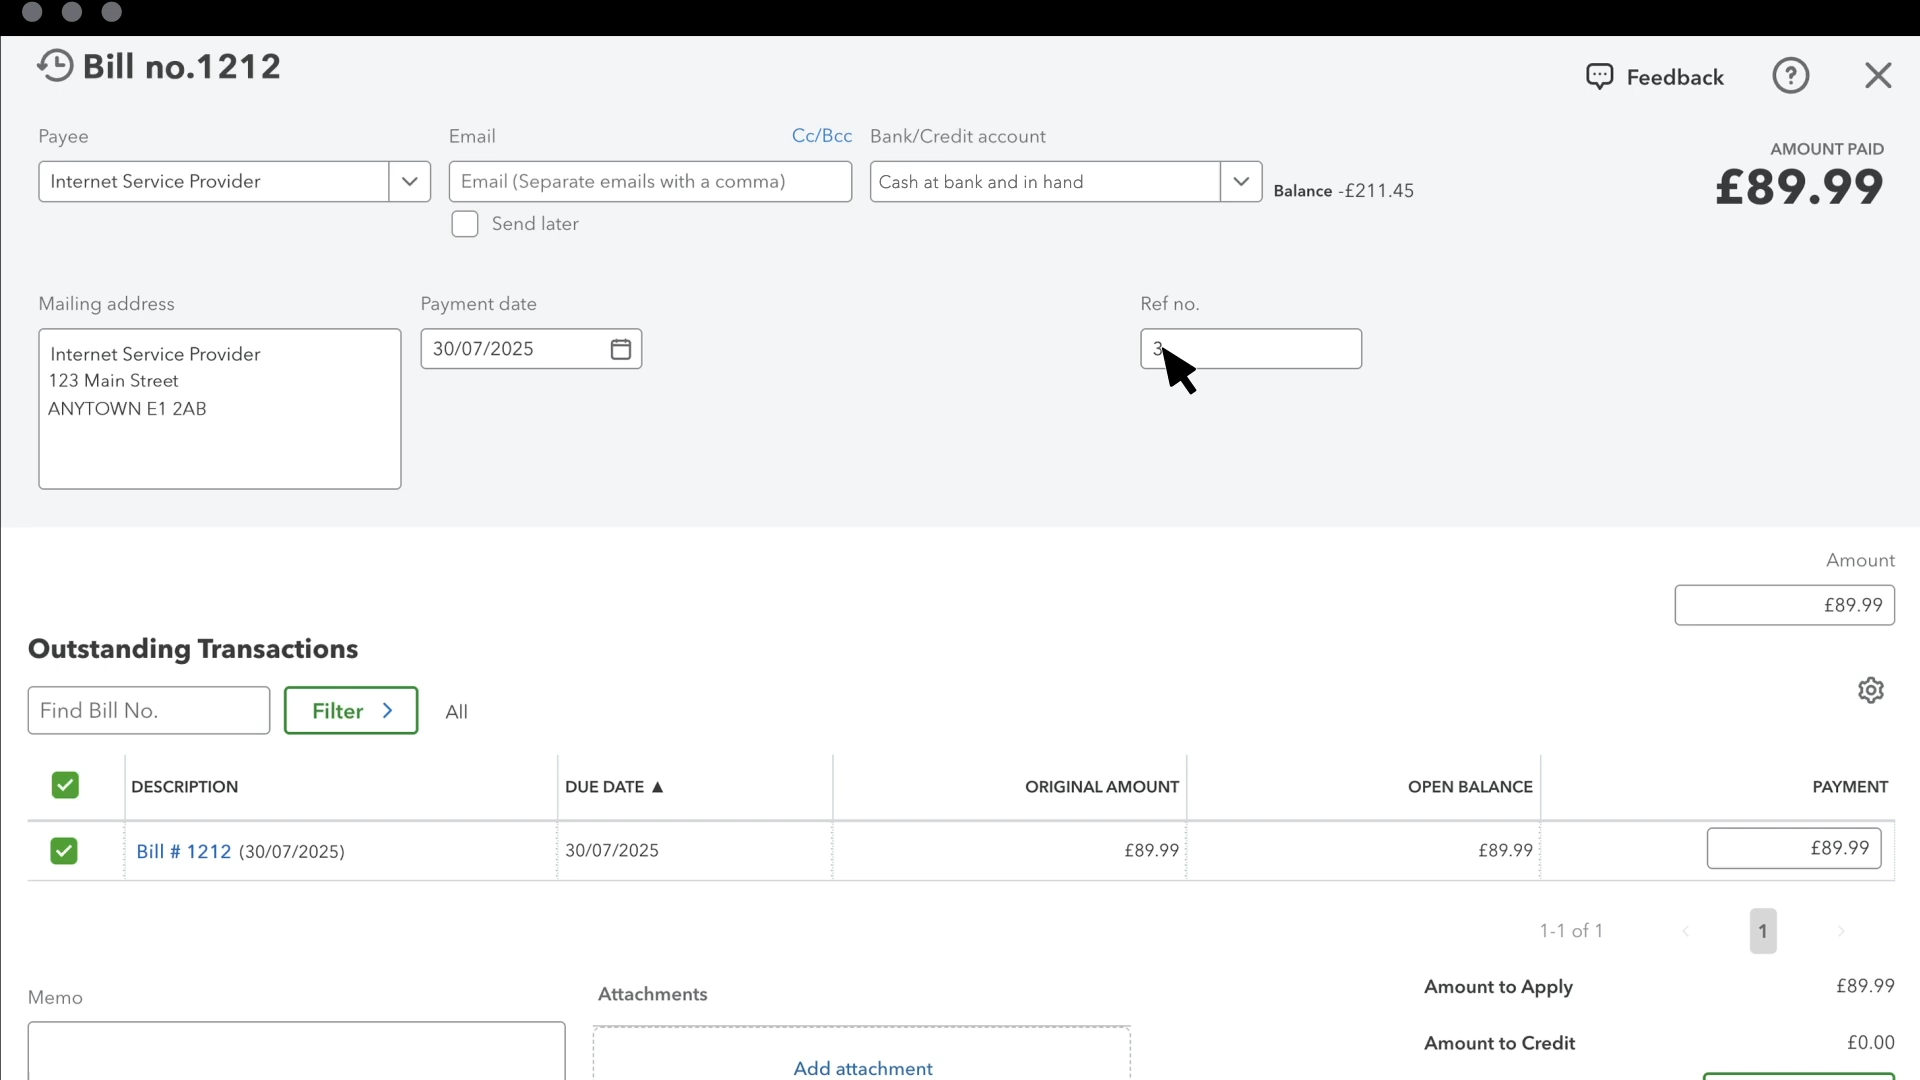 Bill no.1212
Feedback
Payee
Email
Cc/Bcc
Bank/Credit account
AMOUNT PAID
£89.99
Internet Service Provider
Email (Separate emails with a comma)
Cash at bank and in hand
Balance -£211.45
Send later
Mailing address
Payment date
Ref no.
Internet Service Provider
123 Main Street
ANYTOWN E1 2AB
30/07/2025
3
Amount
£89.99
Outstanding Transactions
Find Bill No.
Filter
All
DESCRIPTION
DUE DATE ▲
ORIGINAL AMOUNT
OPEN BALANCE
PAYMENT
Bill # 1212 (30/07/2025)
30/07/2025
£89.99
£89.99
£89.99
1-1 of 1
1
Amount to Apply
£89.99
Memo
Attachments
Amount to Credit
£0.00
Add attachment